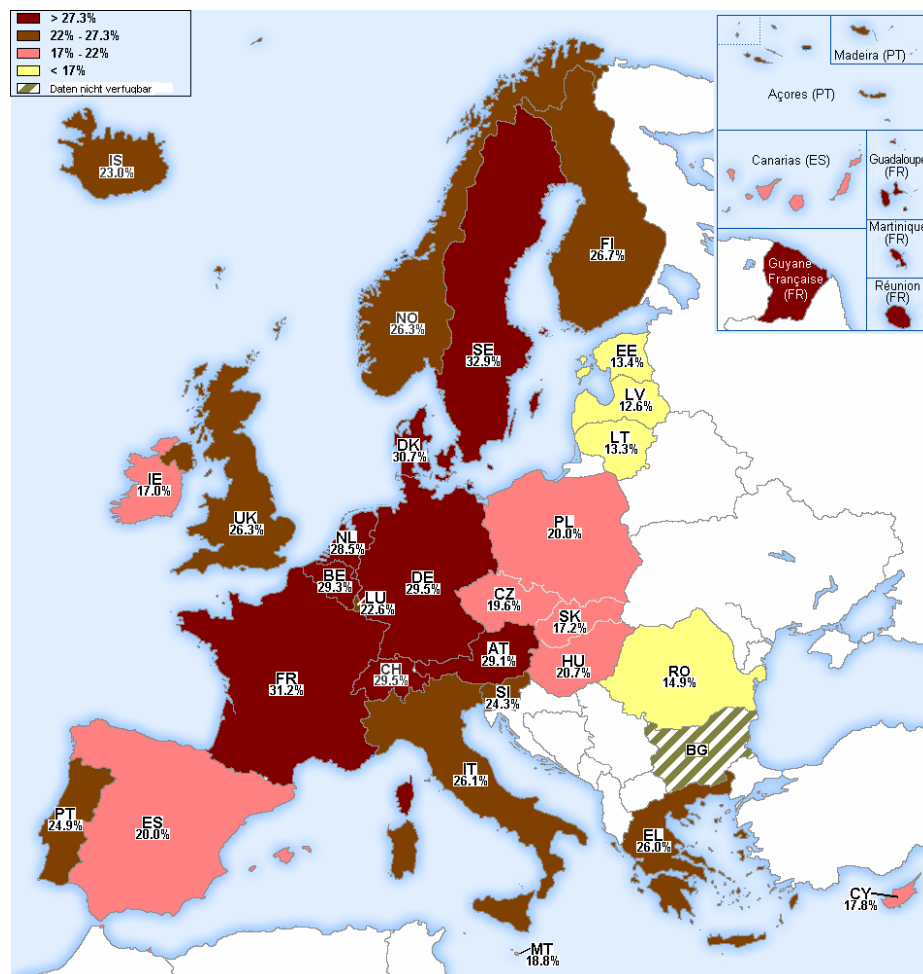 > 27.3%
22% - 27.3%
17% - 22%
< 17%
Daten nicht verfugbar
Madeira (PT)
Açores (PT)
Canarias (ES)
Guadaloupe
(FR)
Martinique
(FR)
Guyane
Française
(FR)
Réunion
(FR)
IS
23.0%
FI
26.7%
NO
26.3%
SE
32.9%
EE
13.4%
LV
12.6%
LT
13.3%
DK
30.7%
IE
17.0%
UK
26.3%
NL
28.5%
BE
29.3%
DE
29.5%
LU
22.6%
PL
20.0%
CZ
19.6%
SK
17.2%
AT
29.1%
HU
20.7%
CH
29.5%
FR
31.2%
SI
24.3%
RO
14.9%
BG
IT
26.1%
PT
24.9%
ES
20.0%
EL
26.0%
CY
17.8%
MT
18.8%